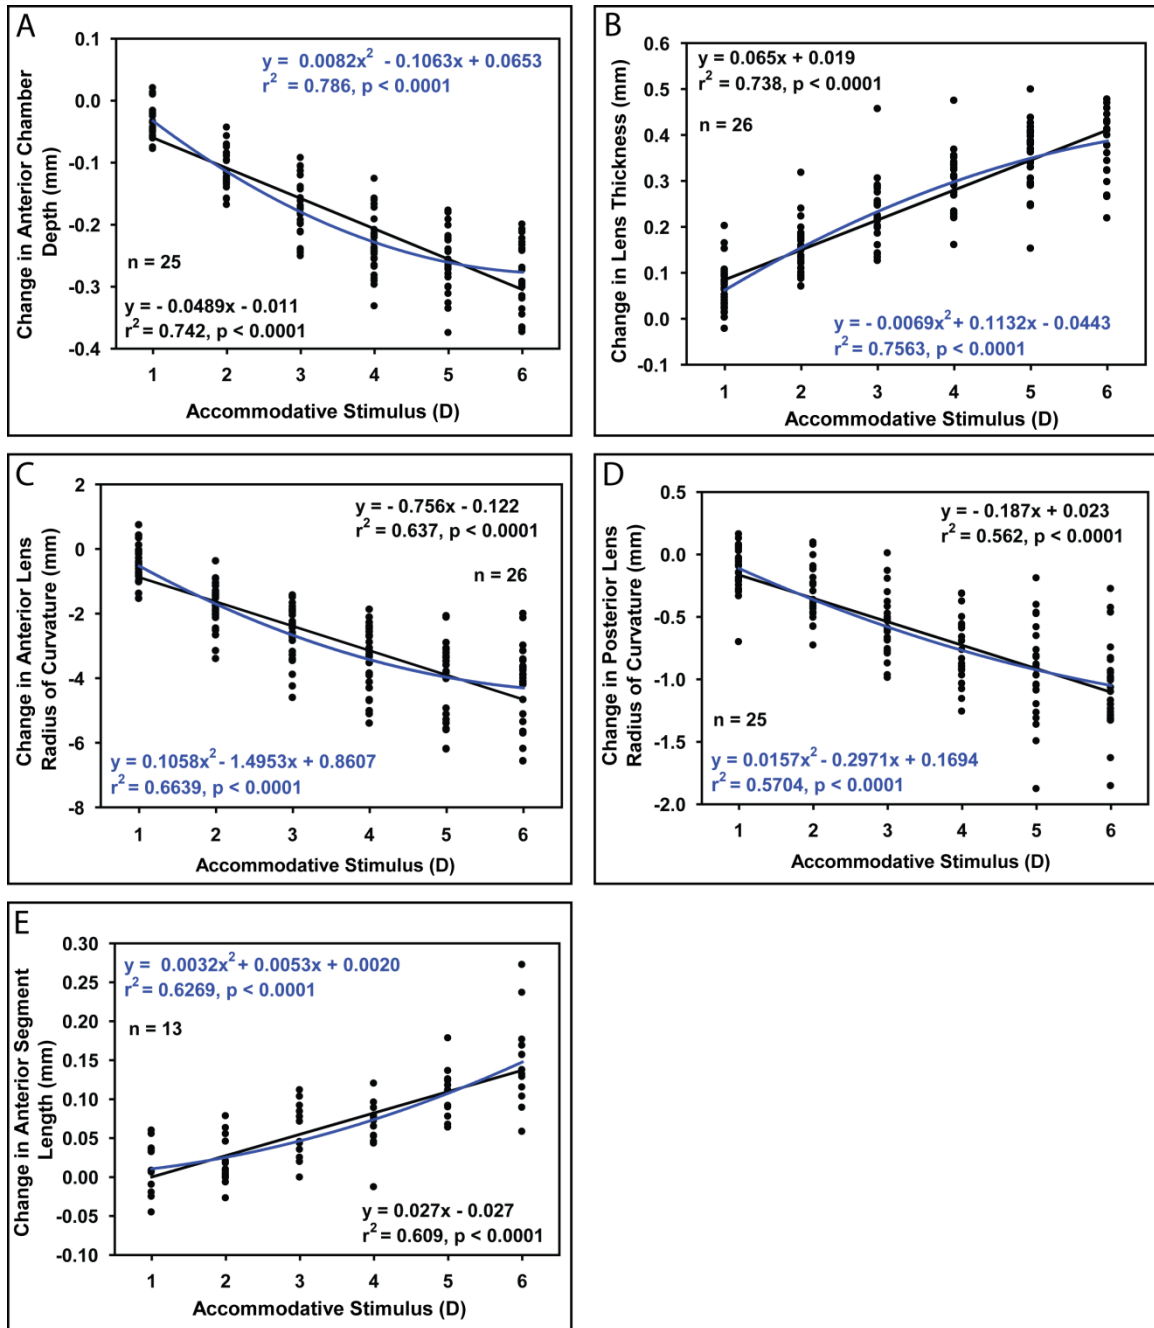 A
y = 0.0082x² - 0.1063x + 0.0653
r² = 0.786, p < 0.0001
n = 25
y = - 0.0489x - 0.011
r² = 0.742, p < 0.0001
0.1
0.0
-0.1
-0.2
-0.3
-0.4
Change in Anterior Chamber
Depth (mm)
1 2 3 4 5 6
Accommodative Stimulus (D)
B
y = 0.065x + 0.019
r² = 0.738, p < 0.0001
n = 26
y = - 0.0069x² + 0.1132x - 0.0443
r² = 0.7563, p < 0.0001
0.6
0.5
0.4
0.3
0.2
0.1
0.0
-0.1
Change in Lens Thickness (mm)
1 2 3 4 5 6
Accommodative Stimulus (D)
C
y = - 0.756x - 0.122
r² = 0.637, p < 0.0001
n = 26
y = 0.1058x² - 1.4953x + 0.8607
r² = 0.6639, p < 0.0001
2
0
-2
-4
-6
-8
Change in Anterior Lens
Radius of Curvature (mm)
1 2 3 4 5 6
Accommodative Stimulus (D)
D
y = - 0.187x + 0.023
r² = 0.562, p < 0.0001
n = 25
y = 0.0157x² - 0.2971x + 0.1694
r² = 0.5704, p < 0.0001
0.5
0.0
-0.5
-1.0
-1.5
-2.0
Change in Posterior Lens
Radius of Curvature (mm)
1 2 3 4 5 6
Accommodative Stimulus (D)
E
y = 0.0032x² + 0.0053x + 0.0020
r² = 0.6269, p < 0.0001
n = 13
y = 0.027x - 0.027
r² = 0.609, p < 0.0001
0.30
0.25
0.20
0.15
0.10
0.05
0.00
-0.05
-0.10
Change in Anterior Segment
Length (mm)
1 2 3 4 5 6
Accommodative Stimulus (D)